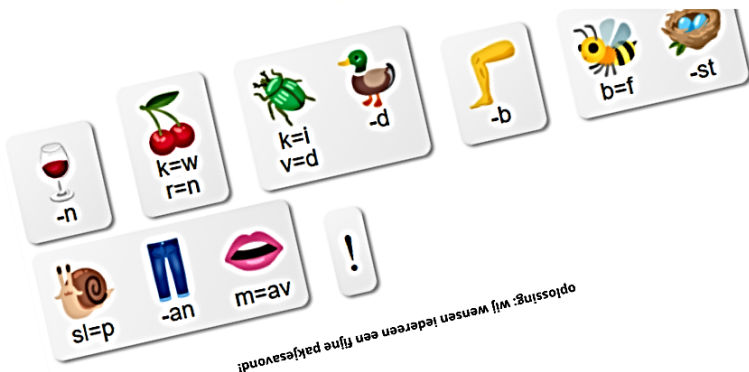 -n
k=w
r=n
k=i
v=d
-d
-b
b=f
-st
sl=p
-an
m=av
!
oplossing: wij wensen iedereen een fijne pakjesavond!